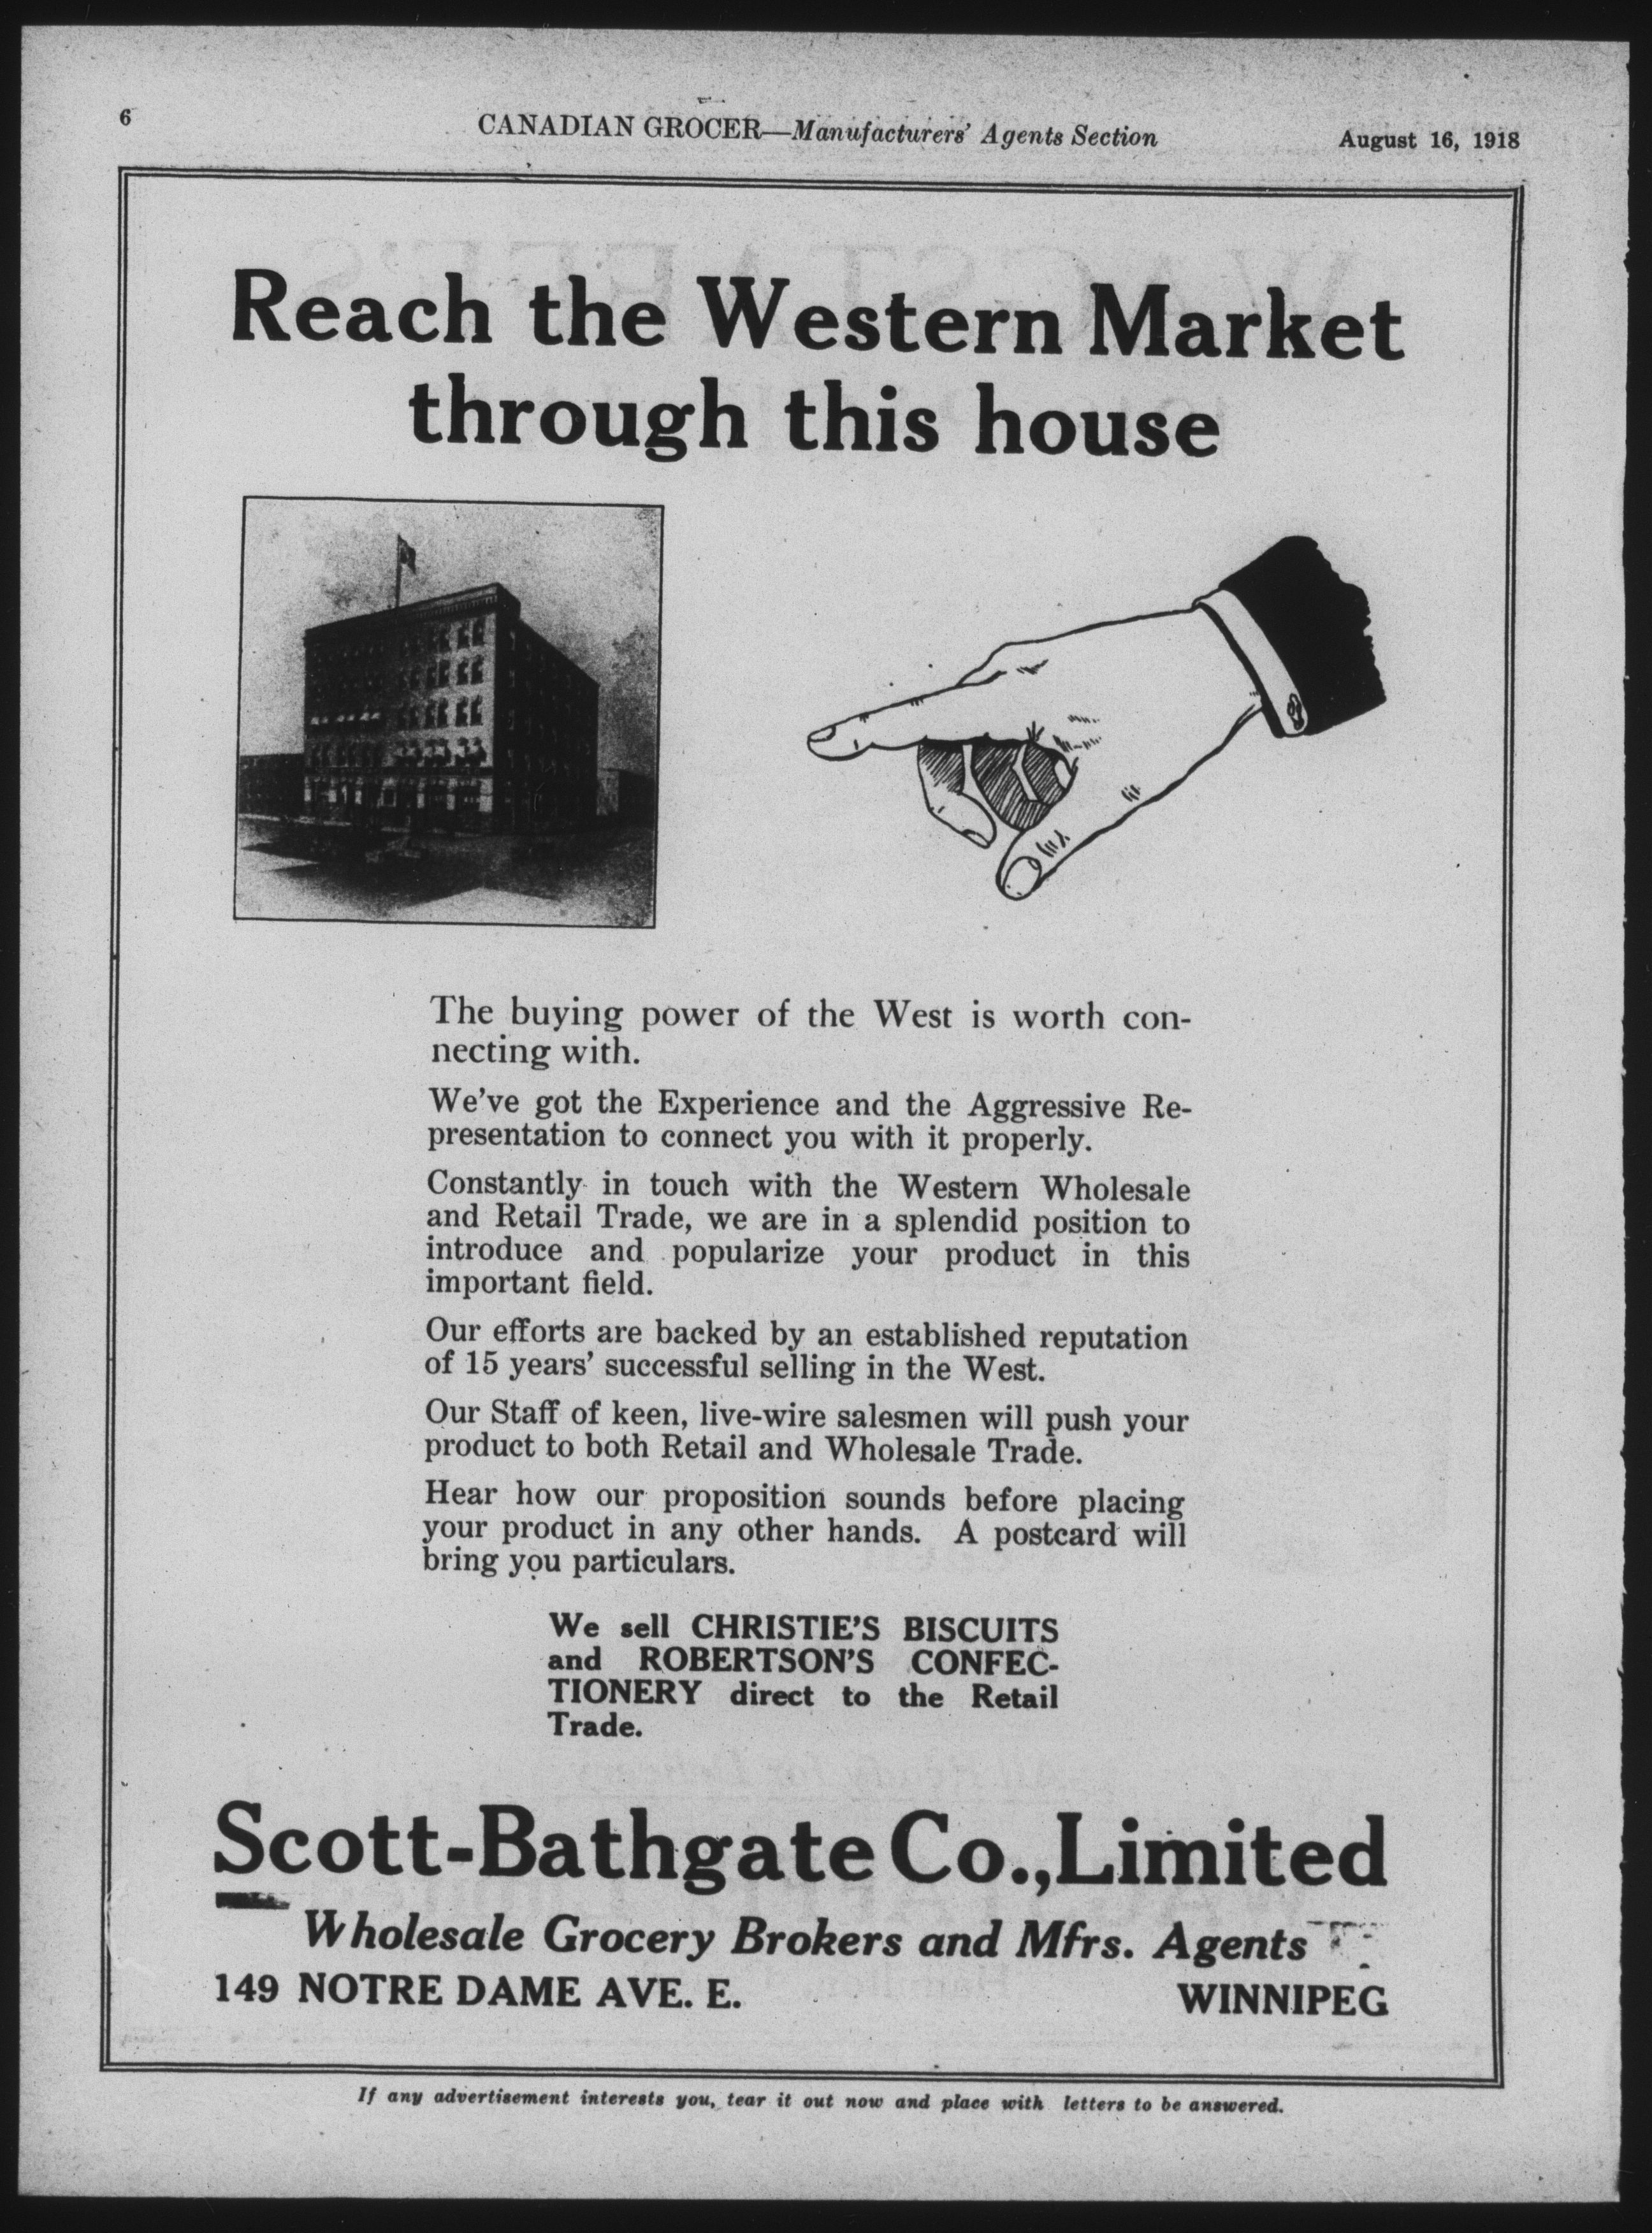 6
CANADIAN GROCER—Manufacturers' Agents Section
August 16, 1918
Reach the Western Market
through this house
The buying power of the West is worth con-
necting with.
We've got the Experience and the Aggressive Re-
presentation to connect you with it properly.
Constantly in touch with the Western Wholesale
and Retail Trade, we are in a splendid position to
introduce and popularize your product in this
important field.
Our efforts are backed by an established reputation
of 15 years' successful selling in the West.
Our Staff of keen, live-wire salesmen will push your
product to both Retail and Wholesale Trade.
Hear how our proposition sounds before placing
your product in any other hands. A postcard will
bring you particulars.
We sell CHRISTIE'S BISCUITS
and ROBERTSON'S CONFEC-
TIONERY direct to the Retail
Trade.
Scott-Bathgate Co., Limited
Wholesale Grocery Brokers and Mfrs. Agents
149 NOTRE DAME AVE. E.
WINNIPEG
If any advertisement interests you, tear it out now and place with letters to be answered.